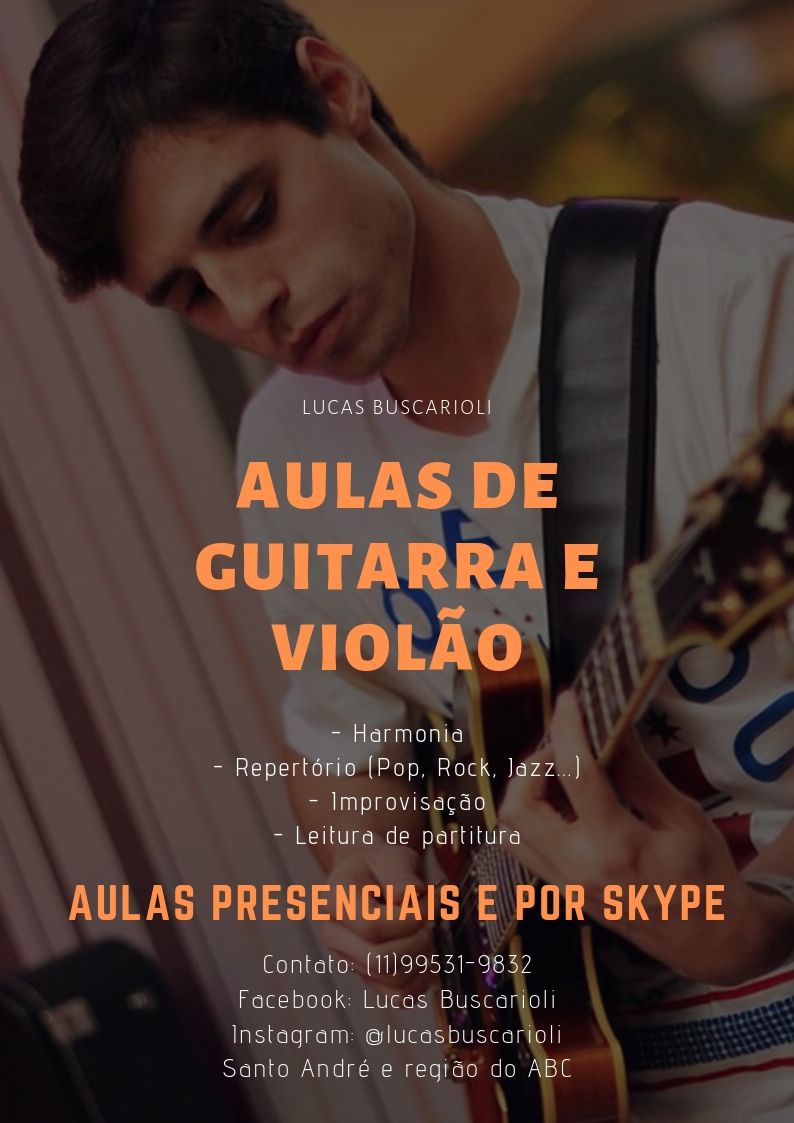 LUCAS BUSCARIOLI
AULAS DE
GUITARRA E
VIOLÃO
- Harmonia
- Repertório (Pop, Rock, Jazz...)
- Improvisação
- Leitura de partitura
AULAS PRESENCIAIS E POR SKYPE
Contato: (11)99531-9832
Facebook: Lucas Buscarioli
Instagram: @lucasbuscarioli
Santo André e região do ABC